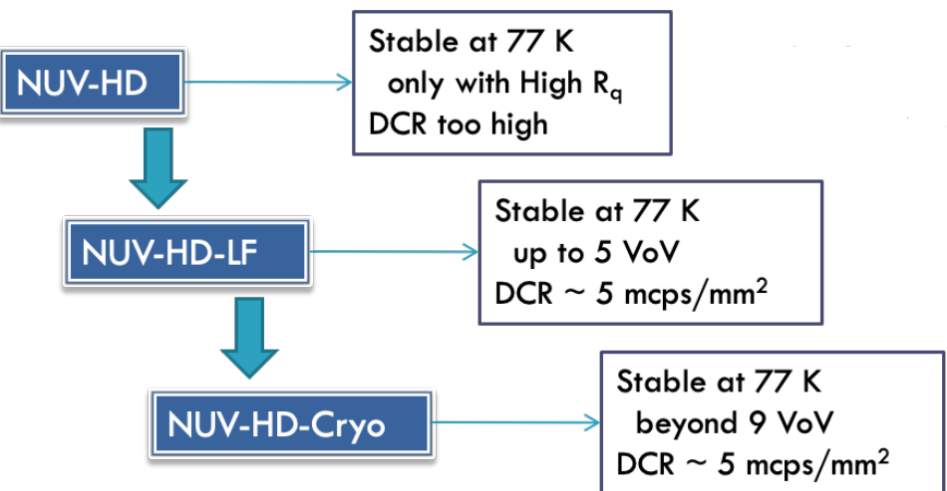 NUV-HD
Stable at 77 K
only with High R_q
DCR too high
NUV-HD-LF
Stable at 77 K
up to 5 VoV
DCR ~ 5 mcps/mm²
NUV-HD-Cryo
Stable at 77 K
beyond 9 VoV
DCR ~ 5 mcps/mm²